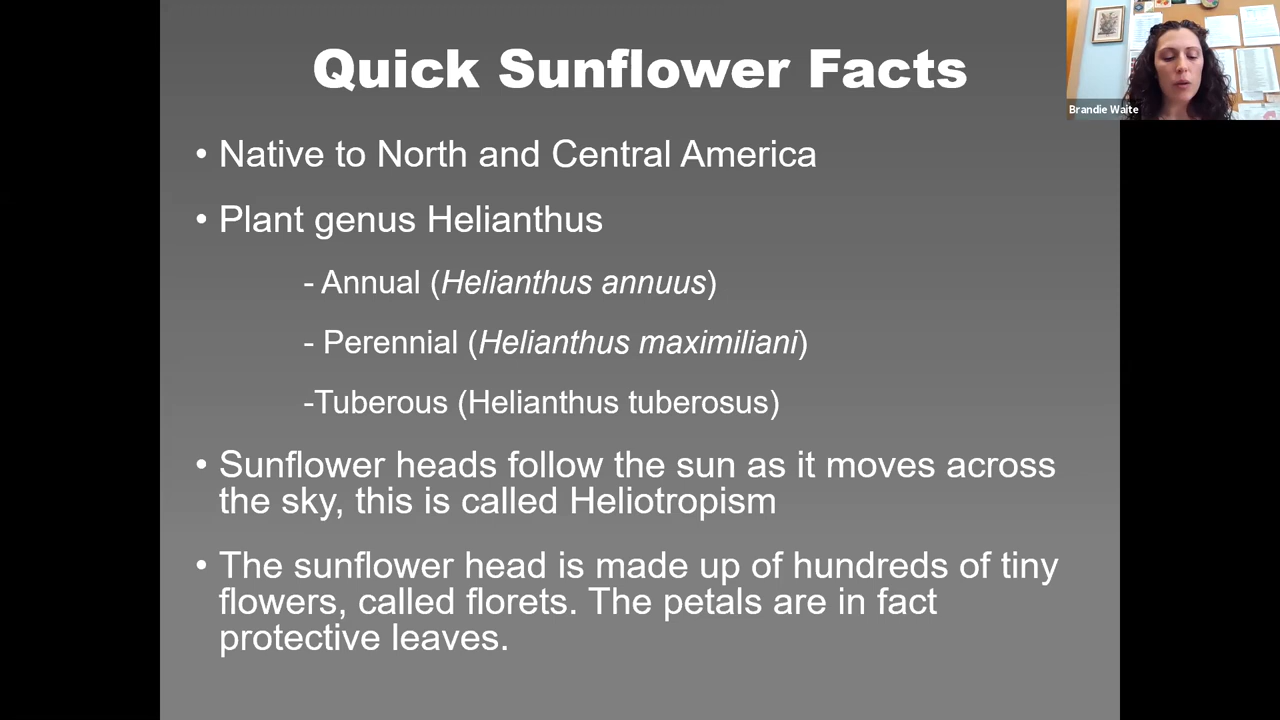 Quick Sunflower Facts
Brandie Waite
• Native to North and Central America
• Plant genus Helianthus
- Annual (Helianthus annuus)
- Perennial (Helianthus maximiliani)
-Tuberous (Helianthus tuberosus)
• Sunflower heads follow the sun as it moves across
the sky, this is called Heliotropism
• The sunflower head is made up of hundreds of tiny
flowers, called florets. The petals are in fact
protective leaves.